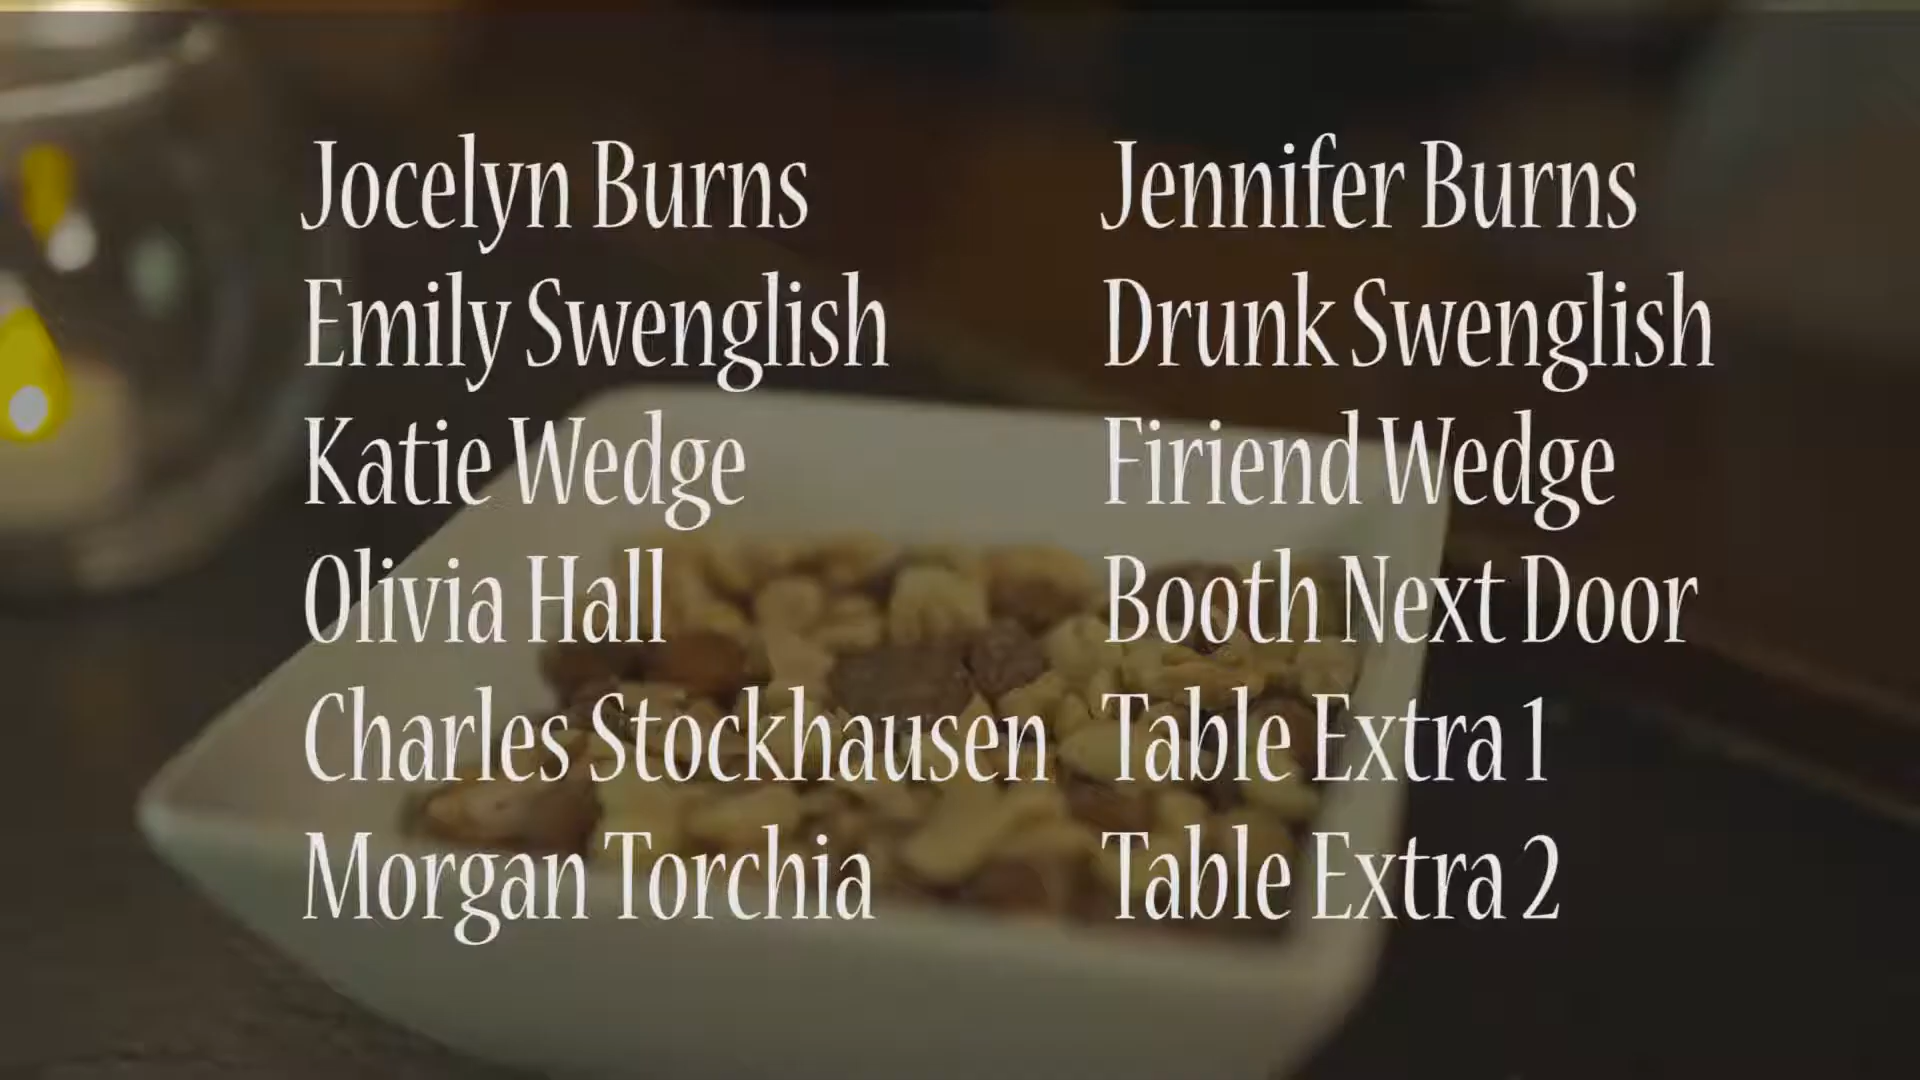 Jocelyn Burns Jennifer Burns
Emily Swenglish Drunk Swenglish
Katie Wedge Firiend Wedge
Olivia Hall Booth Next Door
Charles Stockhausen Table Extra 1
Morgan Torchia Table Extra 2